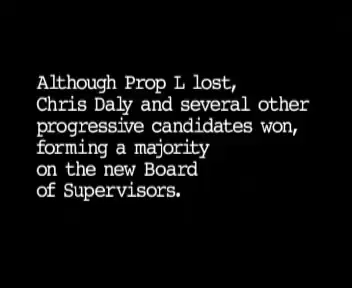 Although Prop L lost,
Chris Daly and several other
progressive candidates won,
forming a majority
on the new Board
of Supervisors.